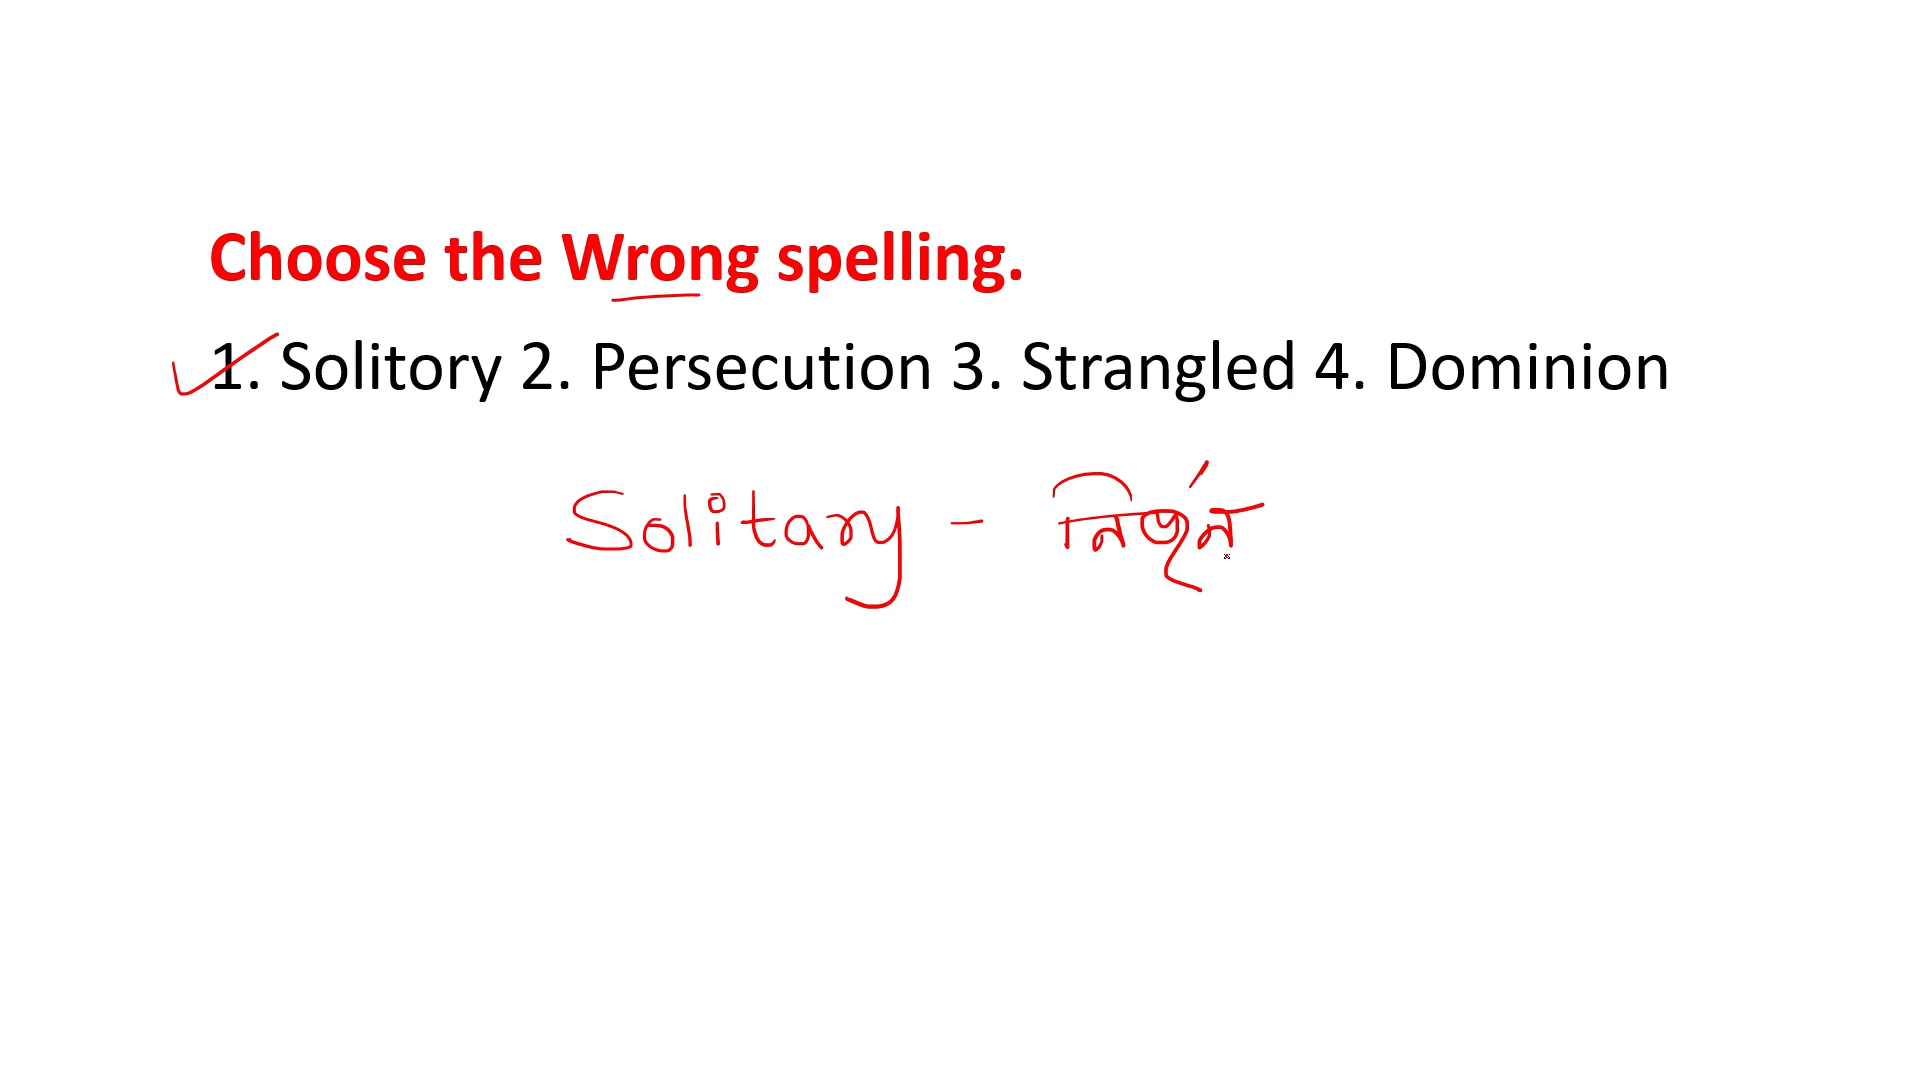 Choose the Wrong spelling.
1. Solitory 2. Persecution 3. Strangled 4. Dominion
Solitary - নির্জন